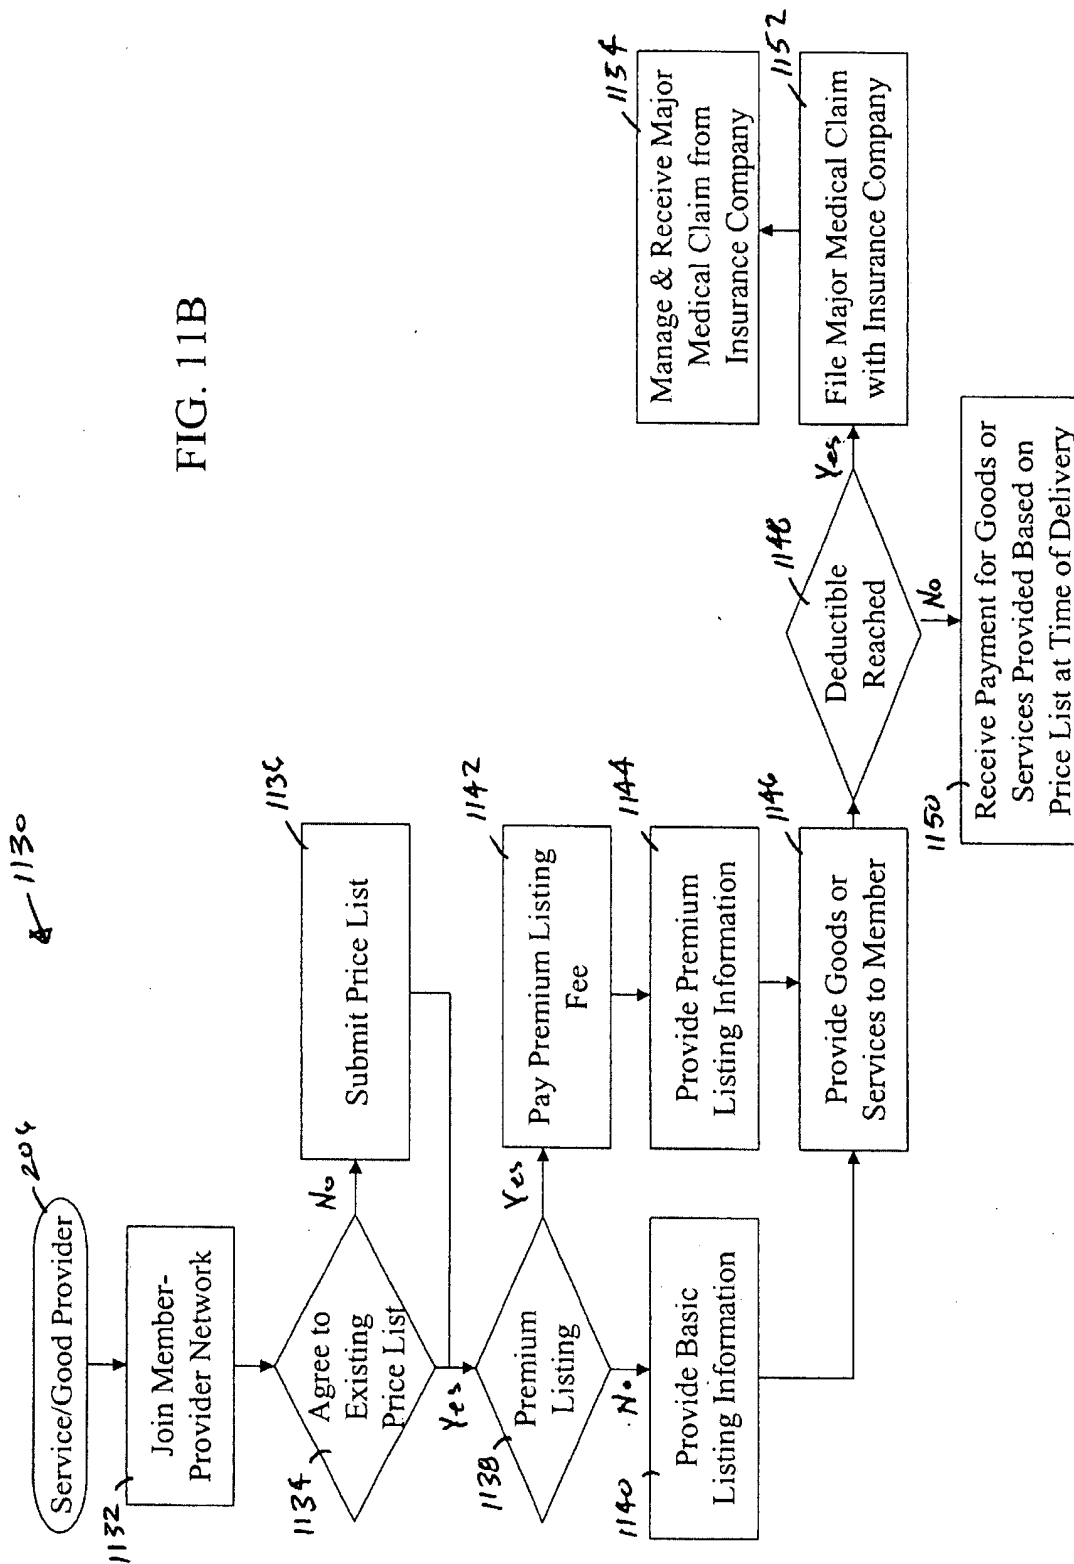 FIG. 11B
1130
204
Service/Good Provider
1132
Join Member-
Provider Network
1134
Agree to
Existing
Price List
No
1136
Submit Price List
Yes
1138
Premium
Listing
Yes
1142
Pay Premium Listing
Fee
No
1140
Provide Basic
Listing Information
1144
Provide Premium
Listing Information
1146
Provide Goods or
Services to Member
1148
Deductible
Reached
No
1150
Receive Payment for Goods or
Services Provided Based on
Price List at Time of Delivery
Yes
1152
File Major Medical Claim
with Insurance Company
1154
Manage & Receive Major
Medical Claim from
Insurance Company